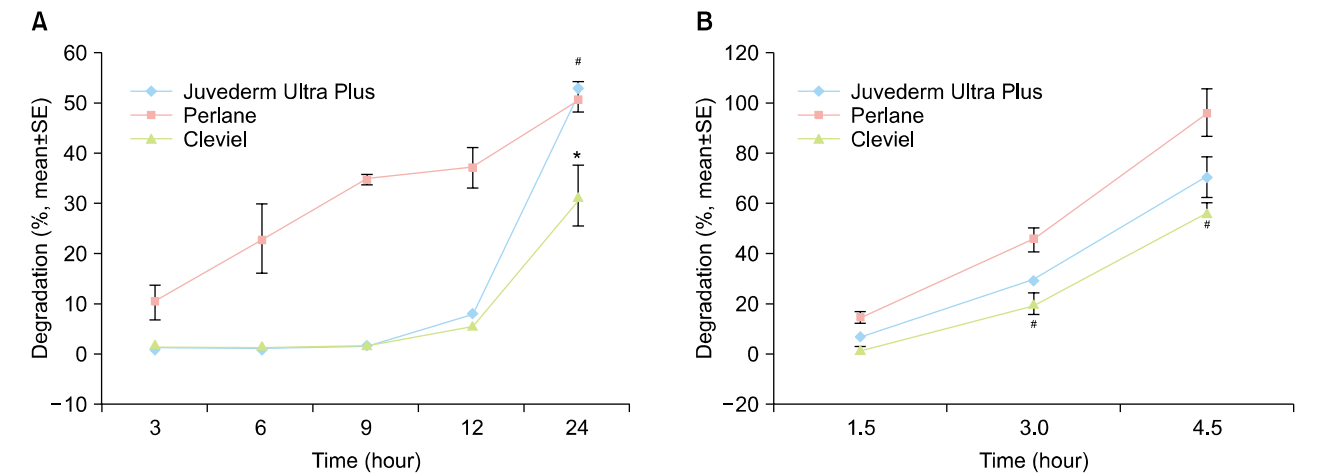 A
Degradation (%, mean±SE)
60
50
40
30
20
10
0
−10
Juvederm Ultra Plus
Perlane
Cleviel
#
*
3 6 9 12 24
Time (hour)
B
Degradation (%, mean±SE)
120
100
80
60
40
20
0
−20
Juvederm Ultra Plus
Perlane
Cleviel
#
#
1.5 3.0 4.5
Time (hour)